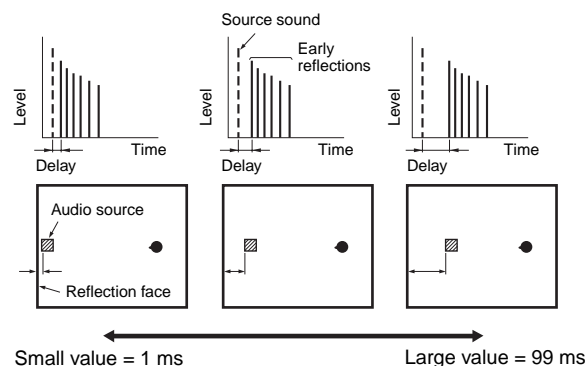 Source sound
Early
reflections
Level
Time
Delay
Level
Time
Delay
Level
Time
Delay
Audio source
Reflection face
Small value = 1 ms
Large value = 99 ms